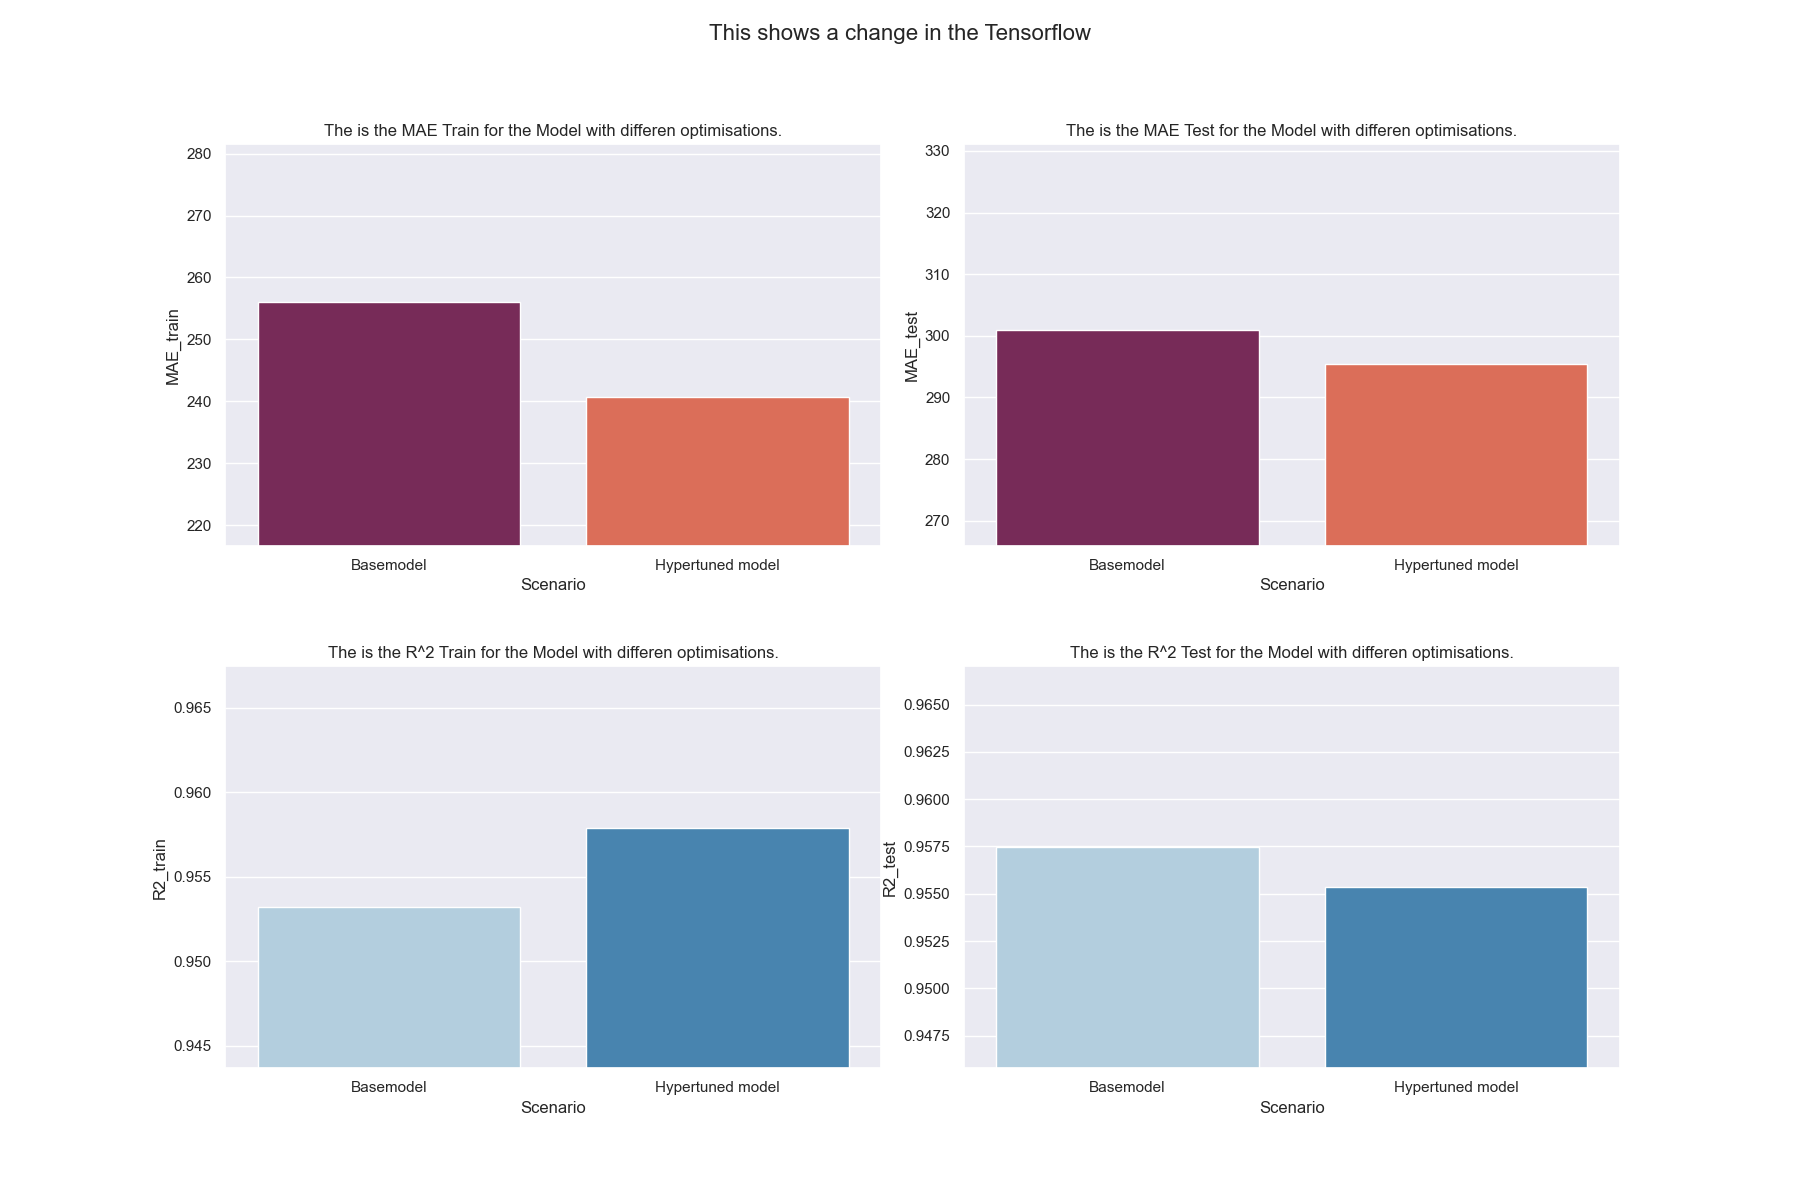 This shows a change in the Tensorflow
The is the MAE Train for the Model with differen optimisations.
280
270
260
250
240
230
220
MAE_train
Basemodel
Hypertuned model
Scenario
The is the MAE Test for the Model with differen optimisations.
330
320
310
300
290
280
270
MAE_test
Basemodel
Hypertuned model
Scenario
The is the R^2 Train for the Model with differen optimisations.
0.965
0.960
0.955
0.950
0.945
R2_train
Basemodel
Hypertuned model
Scenario
The is the R^2 Test for the Model with differen optimisations.
0.9650
0.9625
0.9600
0.9575
0.9550
0.9525
0.9500
0.9475
R2_test
Basemodel
Hypertuned model
Scenario